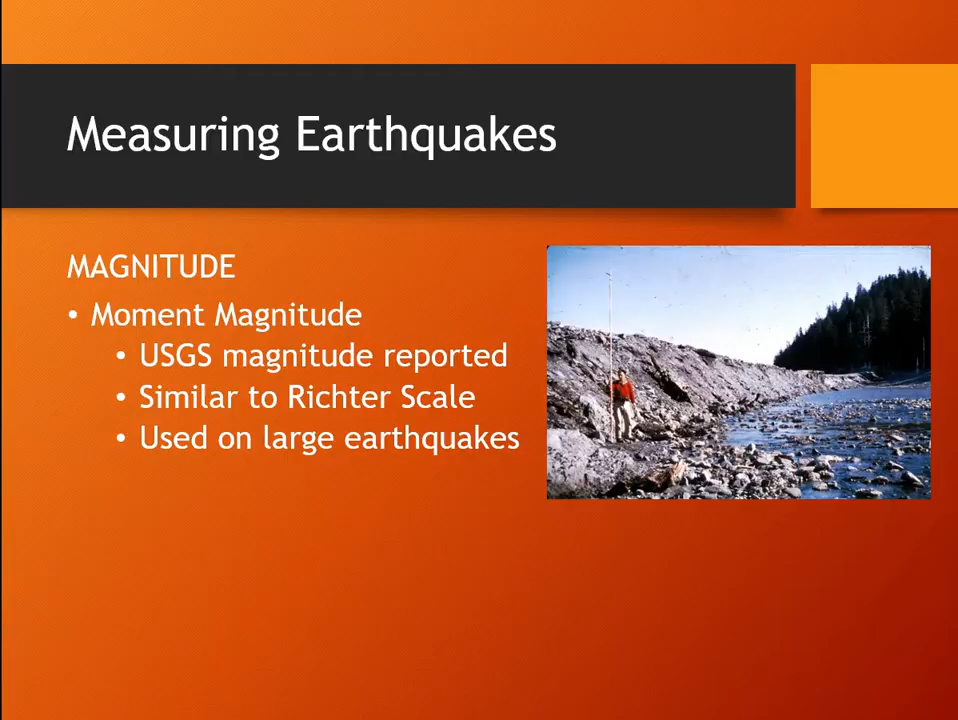 Measuring Earthquakes
MAGNITUDE
• Moment Magnitude
• USGS magnitude reported
• Similar to Richter Scale
• Used on large earthquakes